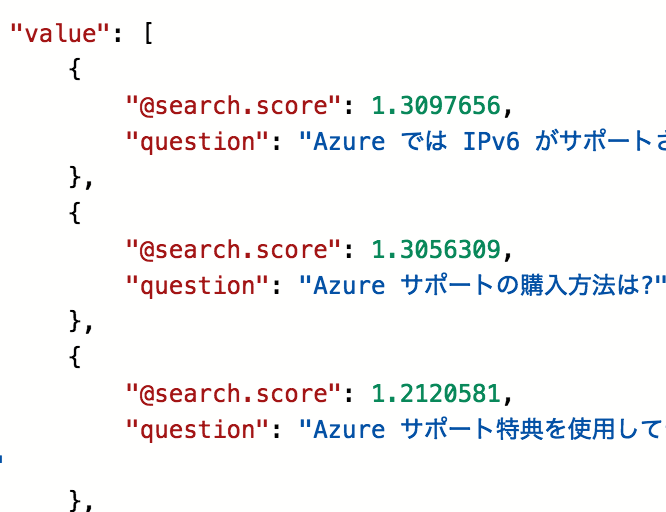 "value": [
{
"@search.score": 1.3097656,
"question": "Azure では IPv6 がサポートさ
},
{
"@search.score": 1.3056309,
"question": "Azure サポートの購入方法は?"
},
{
"@search.score": 1.2120581,
"question": "Azure サポート特典を使用して
},